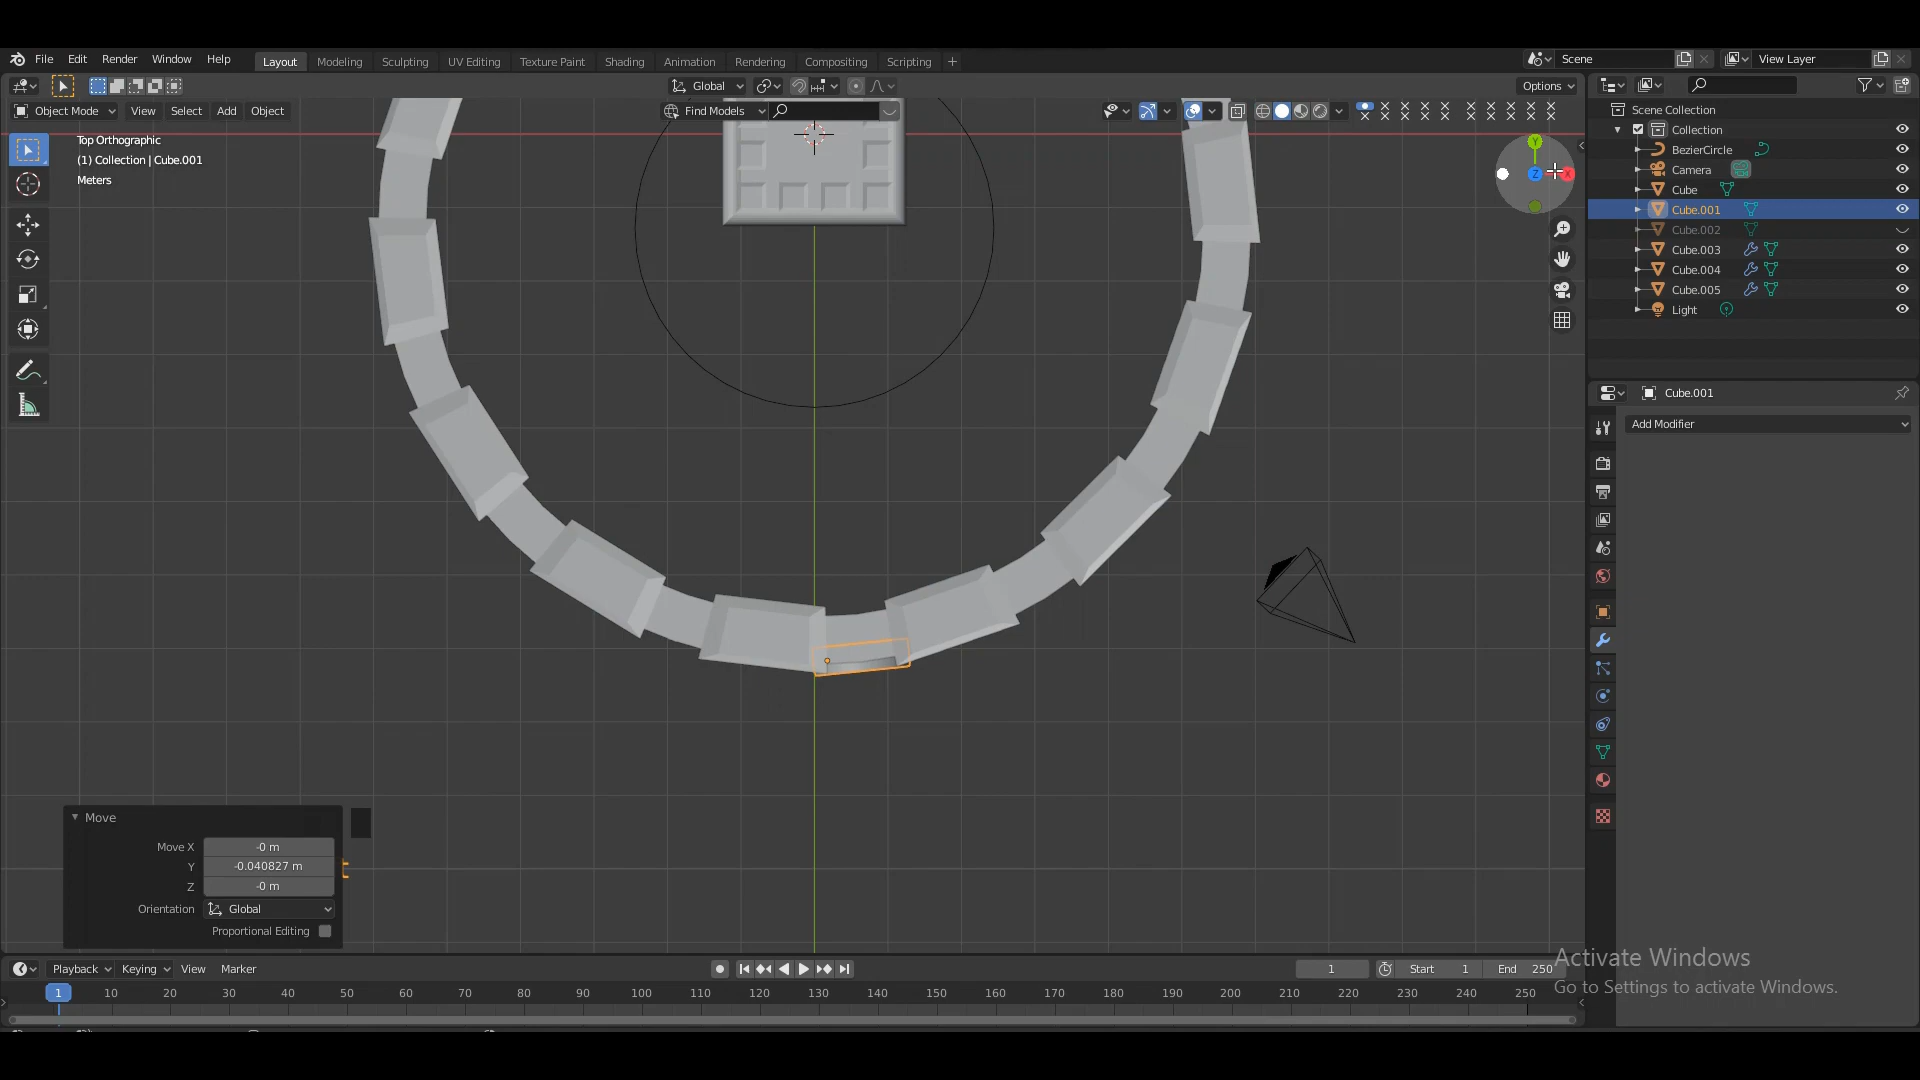 File Edit Render Window Help Layout Modeling Sculpting UV Editing Texture Paint Shading Animation Rendering Compositing Scripting + Scene View Layer
Global Options
Object Mode View Select Add Object Find Models
Top Orthographic
(1) Collection | Cube.001
Meters
Y
Z
X
Scene Collection
Collection
BezierCircle
Camera
Cube
Cube.001
Cube.002
Cube.003
Cube.004
Cube.005
Light
Cube.001
Add Modifier
Move
Move X -0 m
Y -0.040827 m
Z -0 m
Orientation Global
Proportional Editing
Activate Windows
Go to Settings to activate Windows.
Playback Keying View Marker 1 Start 1 End 250
1 10 20 30 40 50 60 70 80 90 100 110 120 130 140 150 160 170 180 190 200 210 220 230 240 250